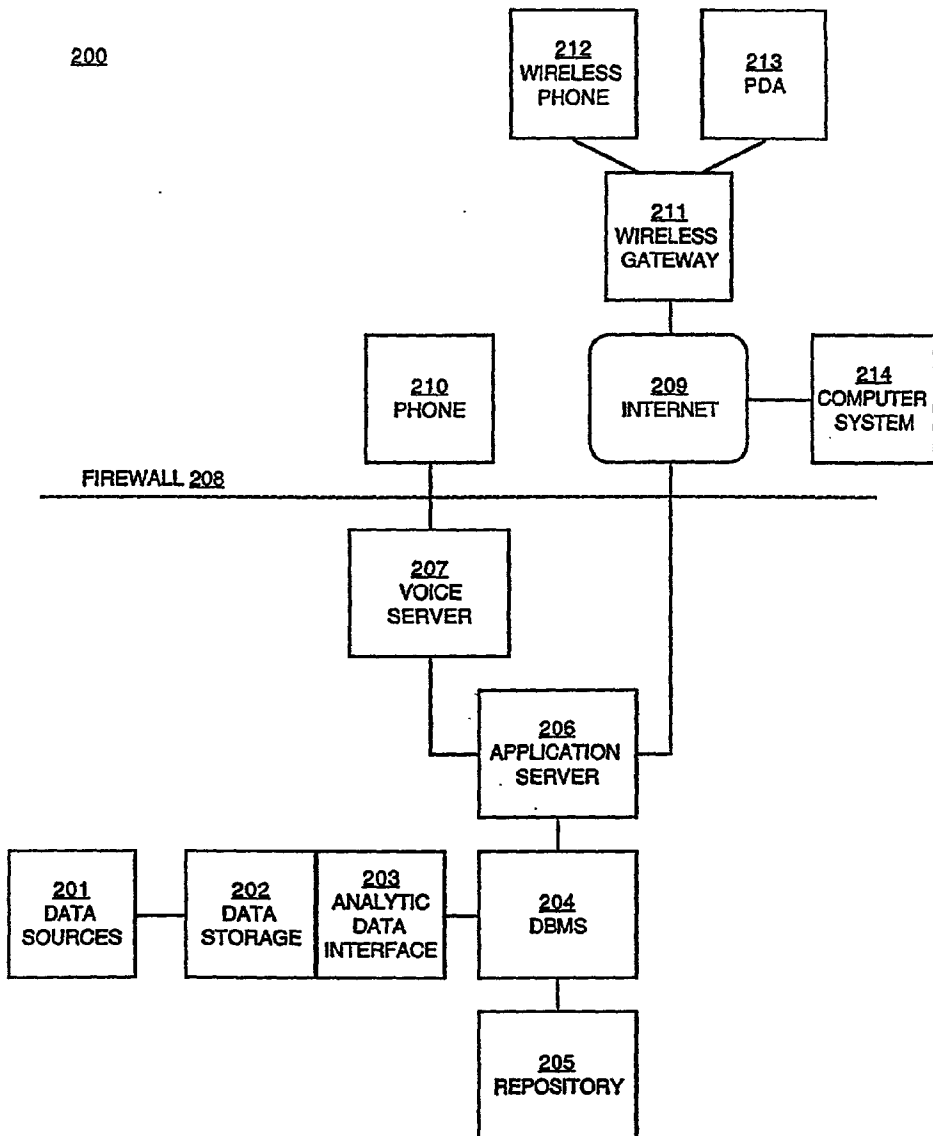 200
212
WIRELESS
PHONE
213
PDA
211
WIRELESS
GATEWAY
210
PHONE
209
INTERNET
214
COMPUTER
SYSTEM
FIREWALL 208
207
VOICE
SERVER
206
APPLICATION
SERVER
201
DATA
SOURCES
202
DATA
STORAGE
203
ANALYTIC
DATA
INTERFACE
204
DBMS
205
REPOSITORY